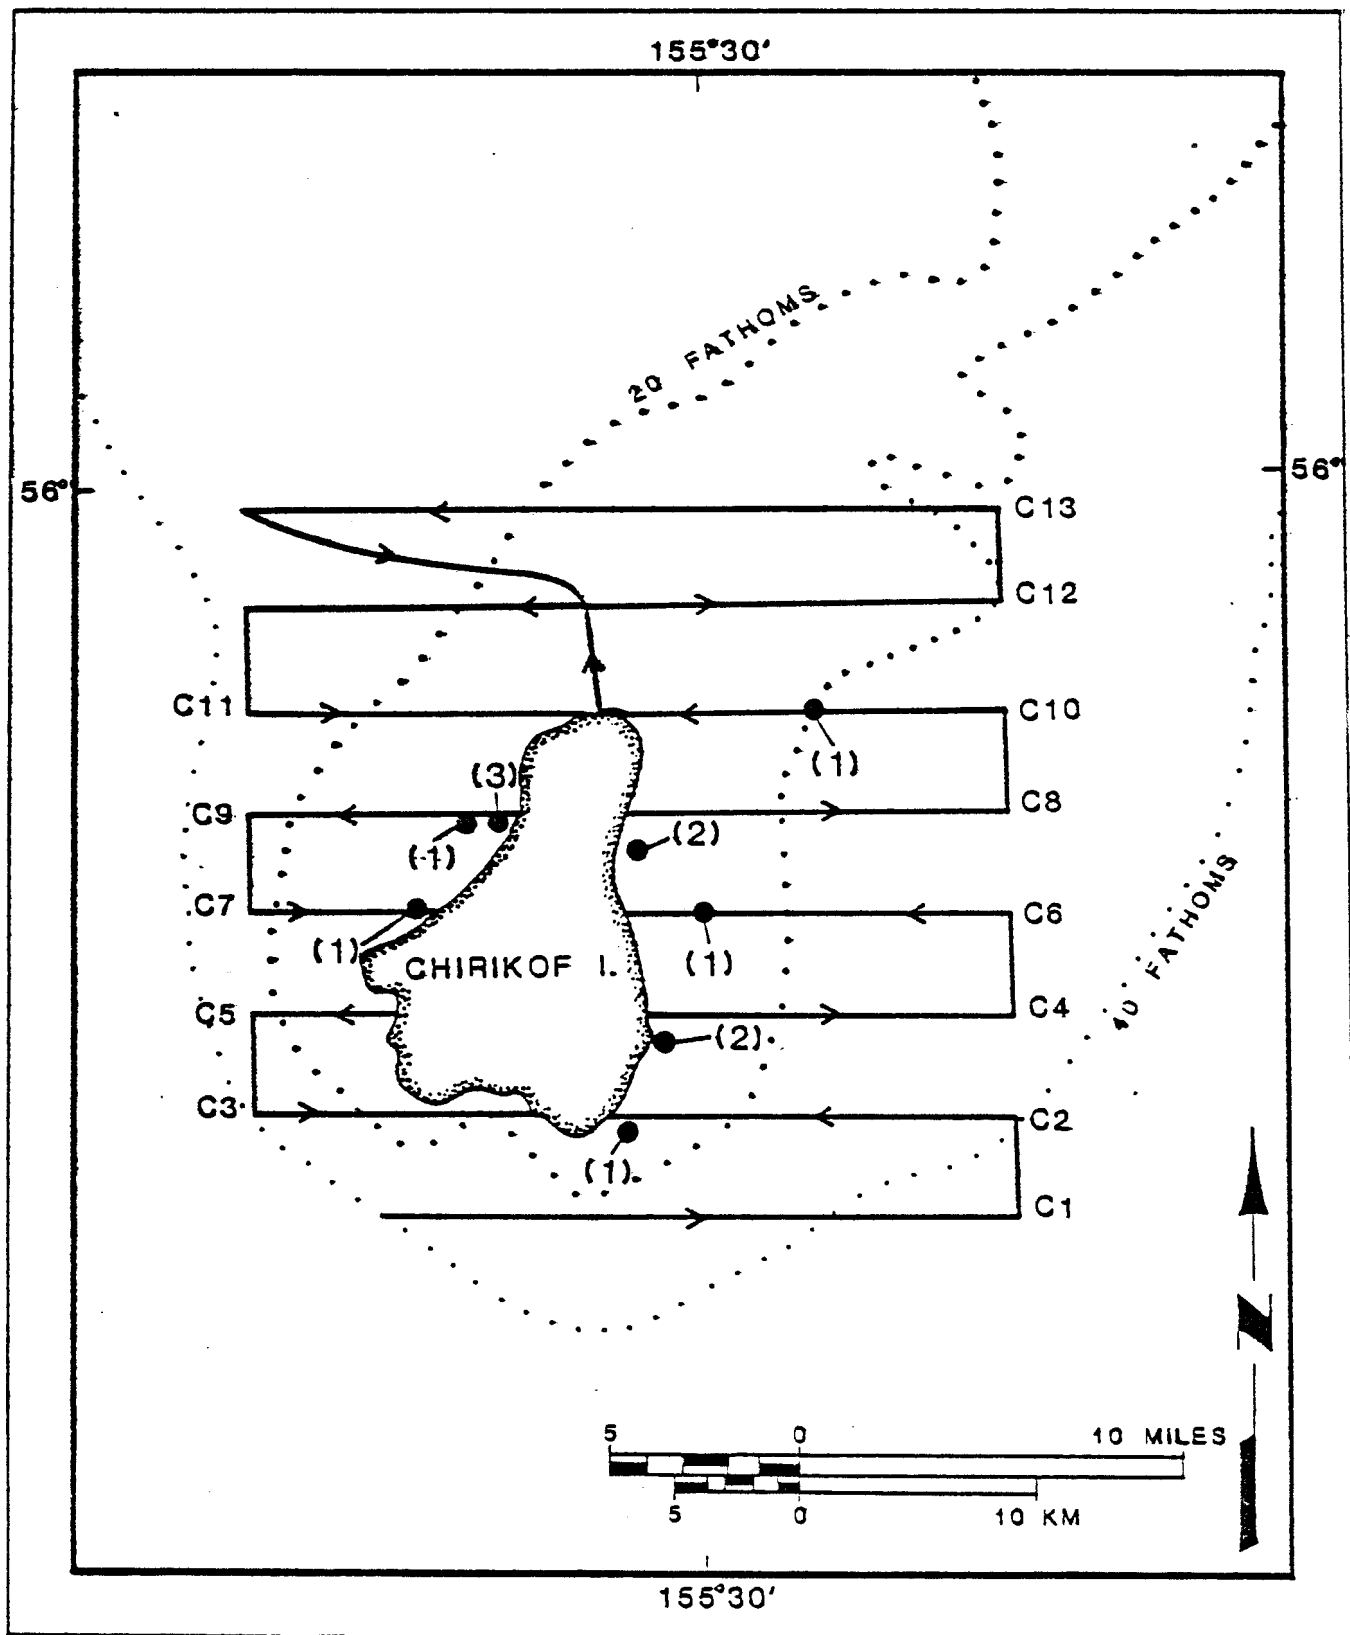 155°30'
20 FATHOMS
56°
56°
C13
C12
C11
C10
(1)
(3)
C9
C8
(1)
(2)
C7
C6
(1)
CHIRIKOF I.
(1)
C5
C4
(2)
40 FATHOMS
C3
C2
(1)
C1
N
5 0 10 MILES
5 0 10 KM
155°30'